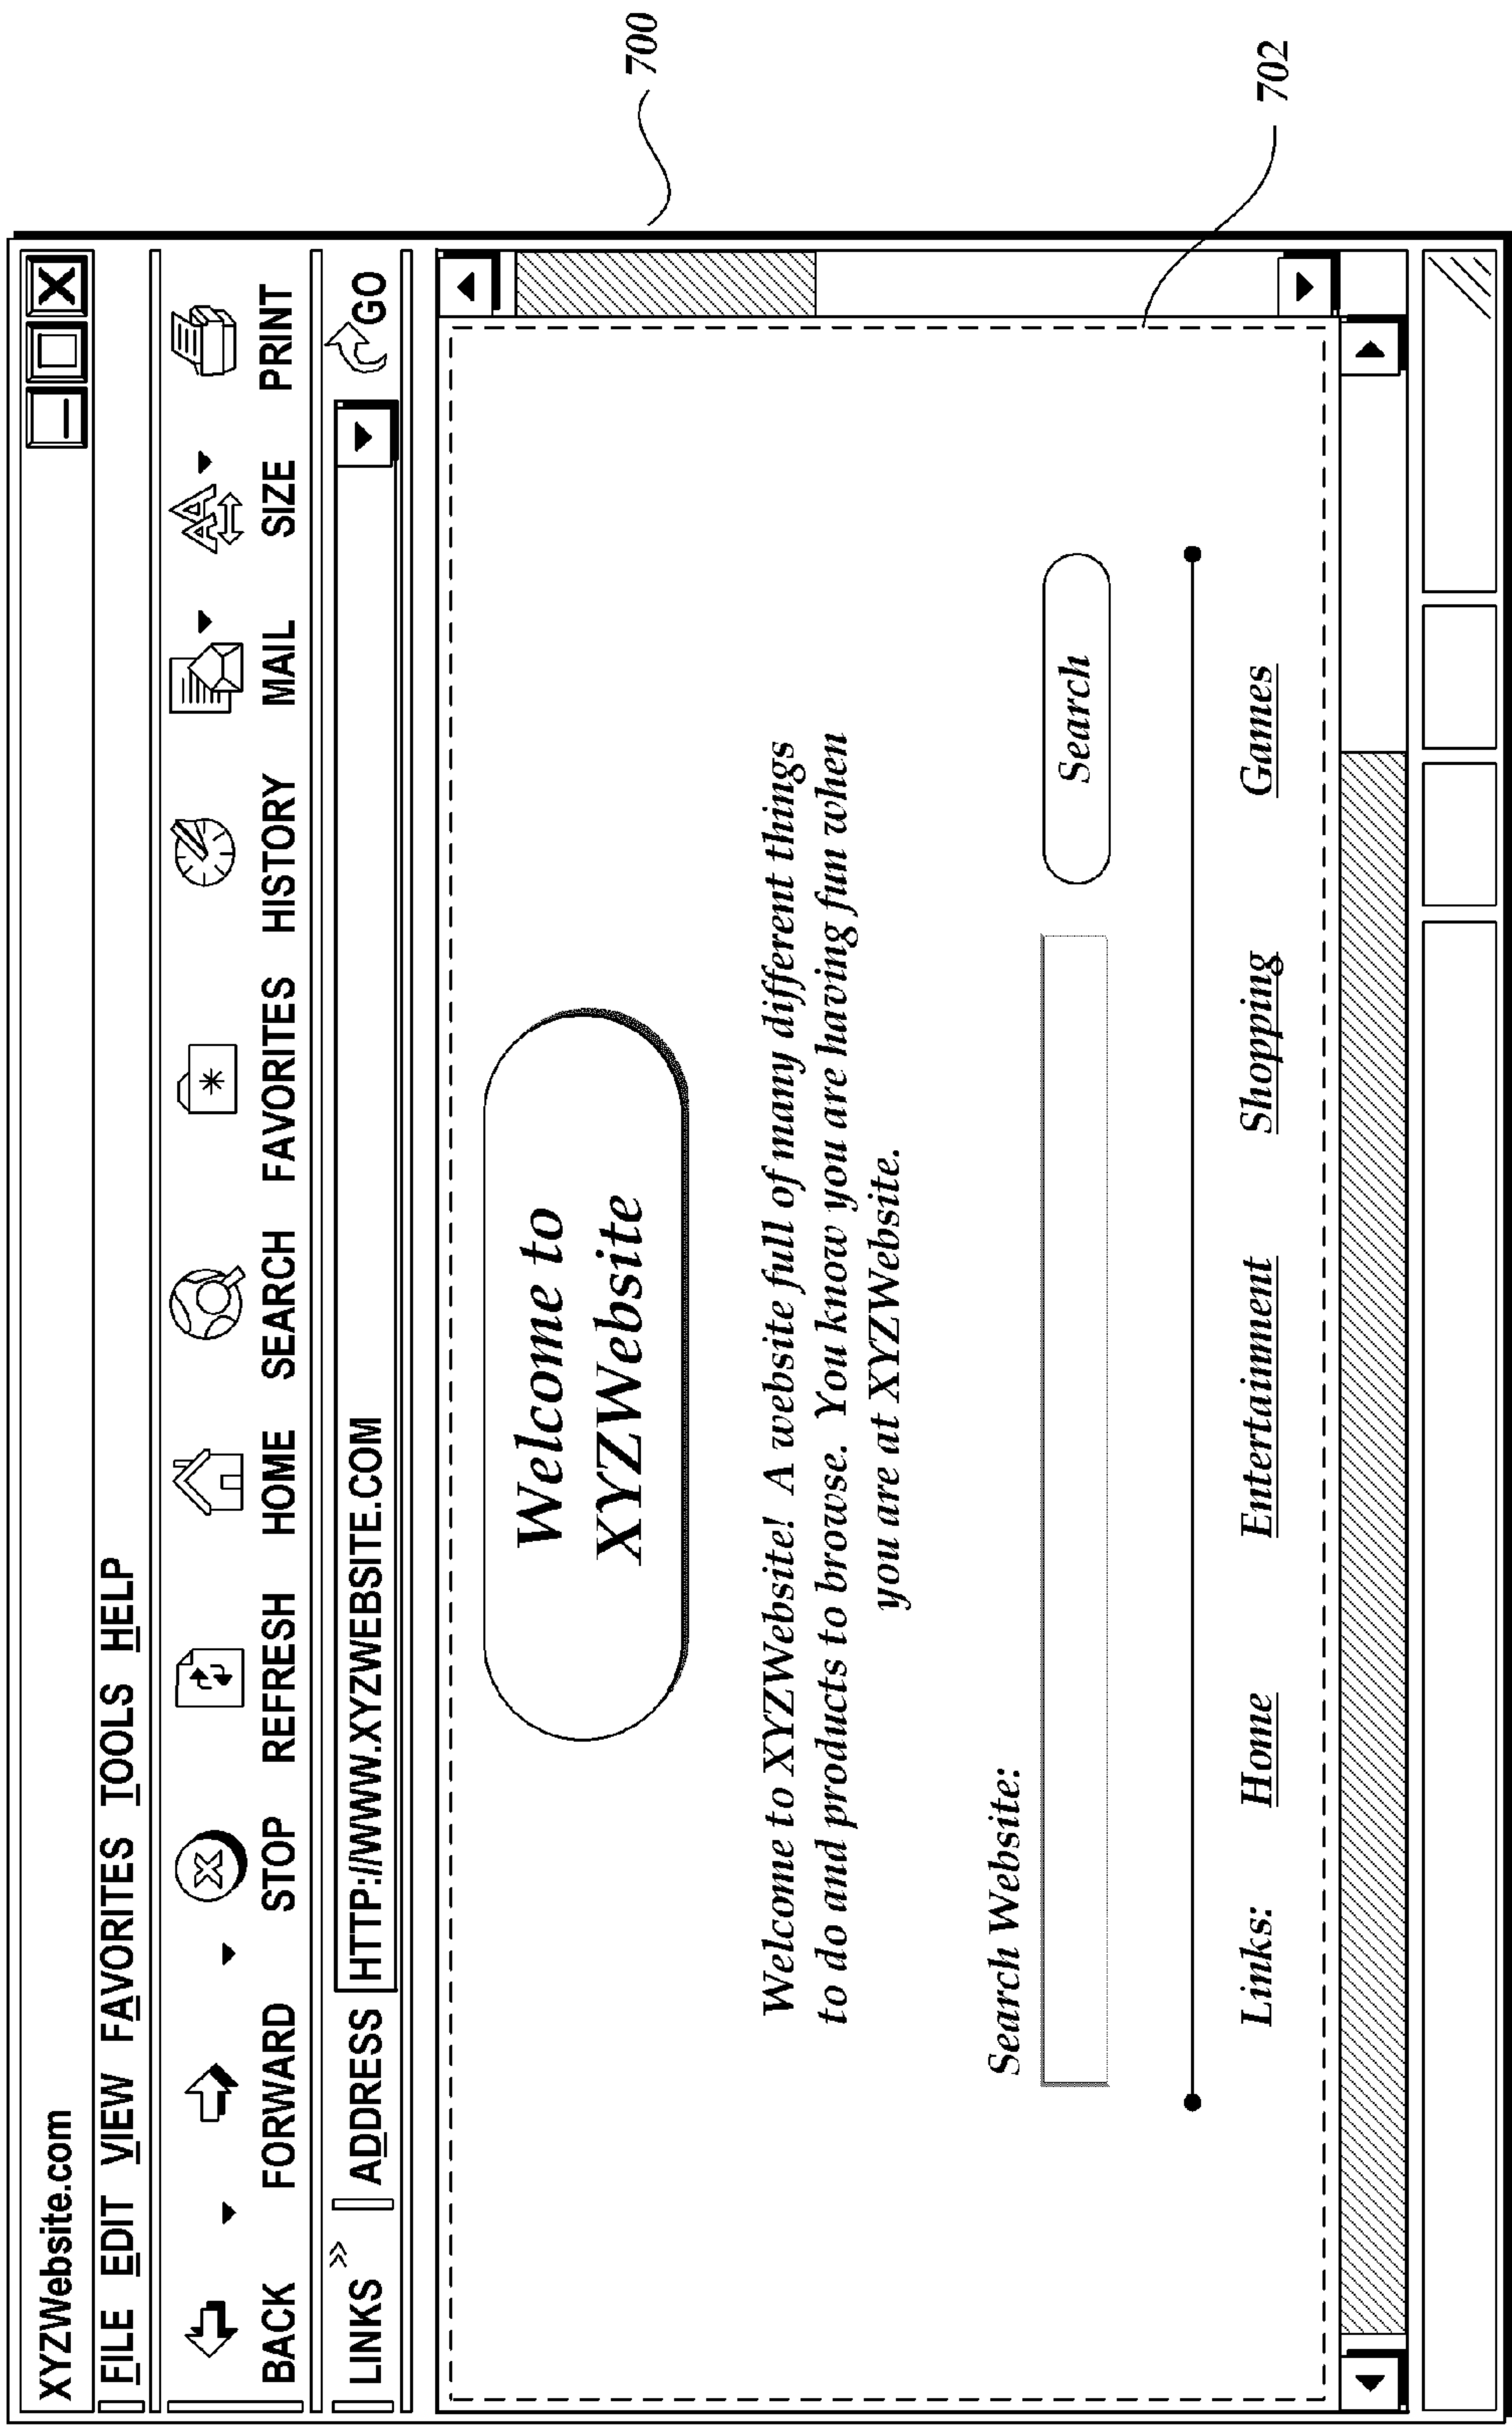 XYZWebsite.com
FILE EDIT VIEW FAVORITES TOOLS HELP
BACK FORWARD STOP REFRESH HOME SEARCH FAVORITES HISTORY MAIL SIZE PRINT
LINKS » ADDRESS HTTP://WWW.XYZWEBSITE.COM GO
Welcome to
XYZWebsite
Welcome to XYZWebsite! A website full of many different things
to do and products to browse. You know you are having fun when
you are at XYZWebsite.
Search Website:
Search
Links: Home Entertainment Shopping Games
700
702